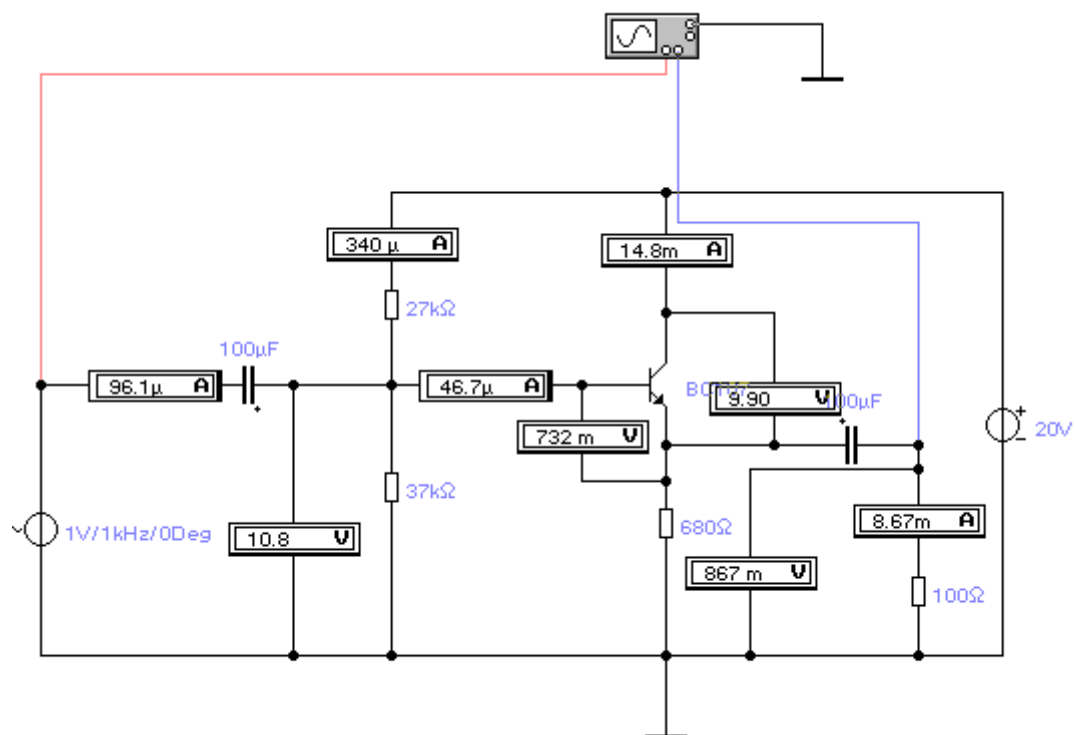 340 μ A
14.8m A
27kΩ
100μF
96.1μ A
46.7μ A
9.90 V
100μF
20V
732 m V
37kΩ
1V/1kHz/0Deg
10.8 V
680Ω
8.67m A
867 m V
100Ω